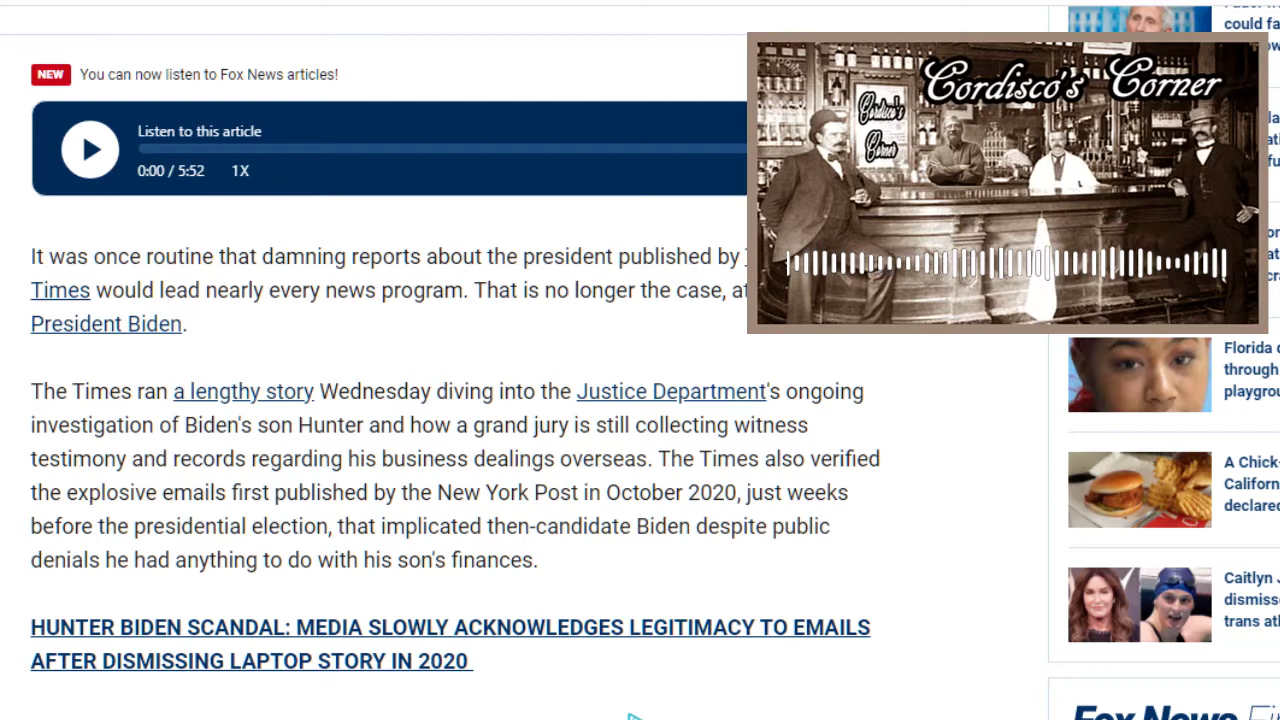 NEW You can now listen to Fox News articles!
Listen to this article
0:00 / 5:52 1X
It was once routine that damning reports about the president published by
Times would lead nearly every news program. That is no longer the case,
President Biden.
The Times ran a lengthy story Wednesday diving into the Justice Department's ongoing
investigation of Biden's son Hunter and how a grand jury is still collecting witness
testimony and records regarding his business dealings overseas. The Times also verified
the explosive emails first published by the New York Post in October 2020, just weeks
before the presidential election, that implicated then-candidate Biden despite public
denials he had anything to do with his son's finances.
HUNTER BIDEN SCANDAL: MEDIA SLOWLY ACKNOWLEDGES LEGITIMACY TO EMAILS
AFTER DISMISSING LAPTOP STORY IN 2020
Cordisco's Corner
Cordisco's
Corner
could fa
Florida
through
playgrou
A Chick-
Californ
declared
Caitlyn J
dismiss
trans at
Fox News